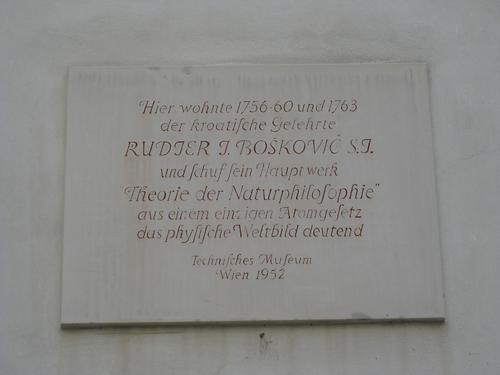 Hier wohnte 1756-60 und 1763
der kroatiſche Gelehrte
RUDJER J. BOŠKOVIĆ S.J.
und ſchuf ſein Hauptwerk
"Theorie der Naturphiloſophie"
aus einem einzigen Atomgeſetz
das phyſiſche Weltbild deutend
Techniſches Muſeum
Wien 1952